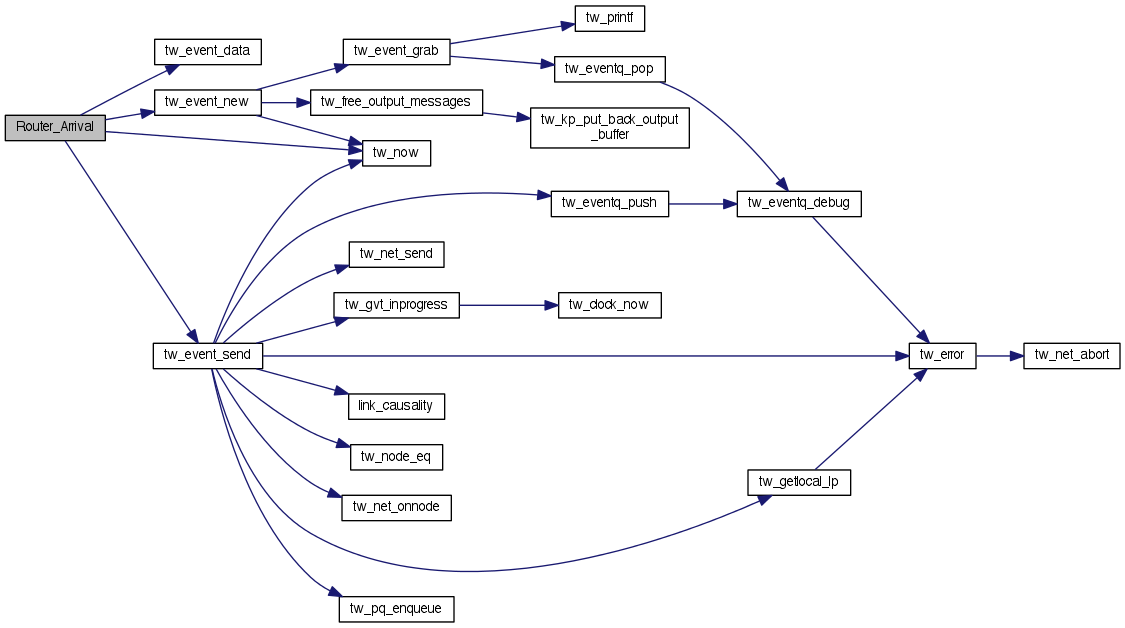 tw_printf
tw_event_data
tw_event_grab
tw_eventq_pop
tw_event_new
tw_free_output_messages
tw_kp_put_back_output
_buffer
Router_Arrival
tw_now
tw_eventq_push
tw_eventq_debug
tw_net_send
tw_gvt_inprogress
tw_clock_now
tw_event_send
tw_error
tw_net_abort
link_causality
tw_node_eq
tw_getlocal_lp
tw_net_onnode
tw_pq_enqueue